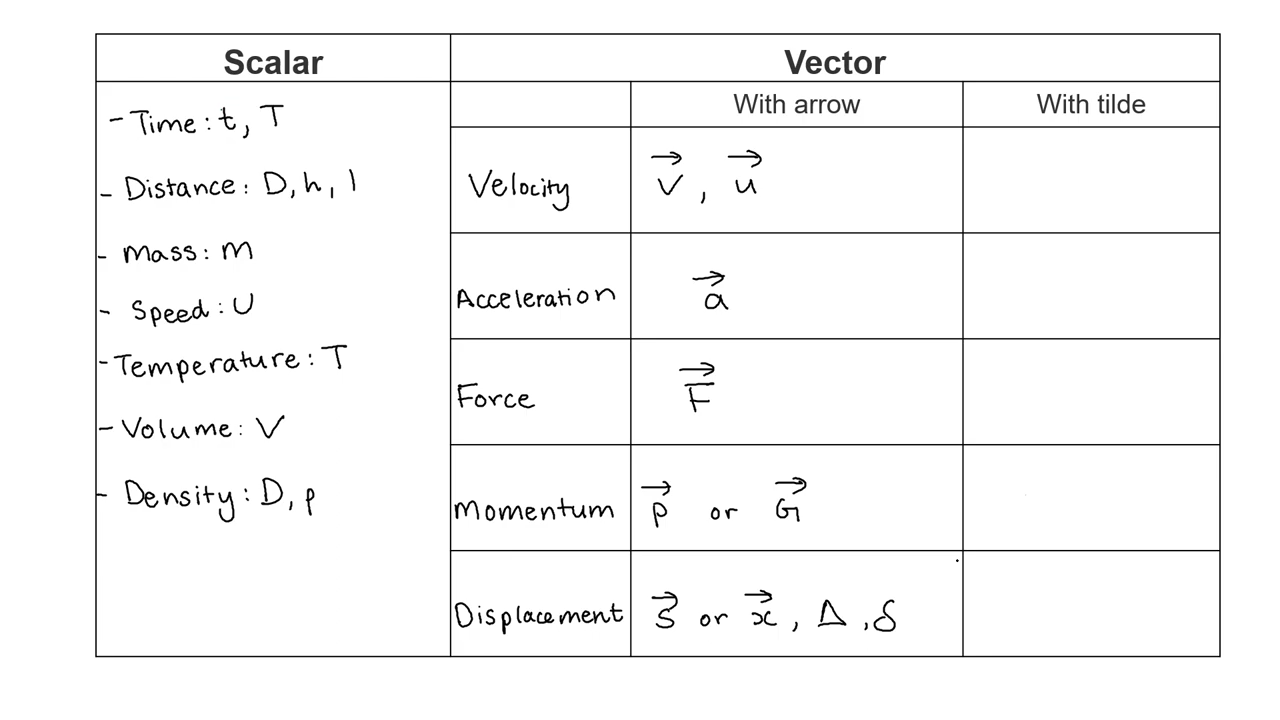 Scalar
Vector
With arrow
With tilde
- Time: t, T
- Distance: D, h, l
- Mass: m
- Speed: U
- Temperature: T
- Volume: V
- Density: D, p
Velocity
v⃗, u⃗
Acceleration
a⃗
Force
F⃗
Momentum
p⃗ or G⃗
Displacement
s⃗ or x⃗, Δ, δ